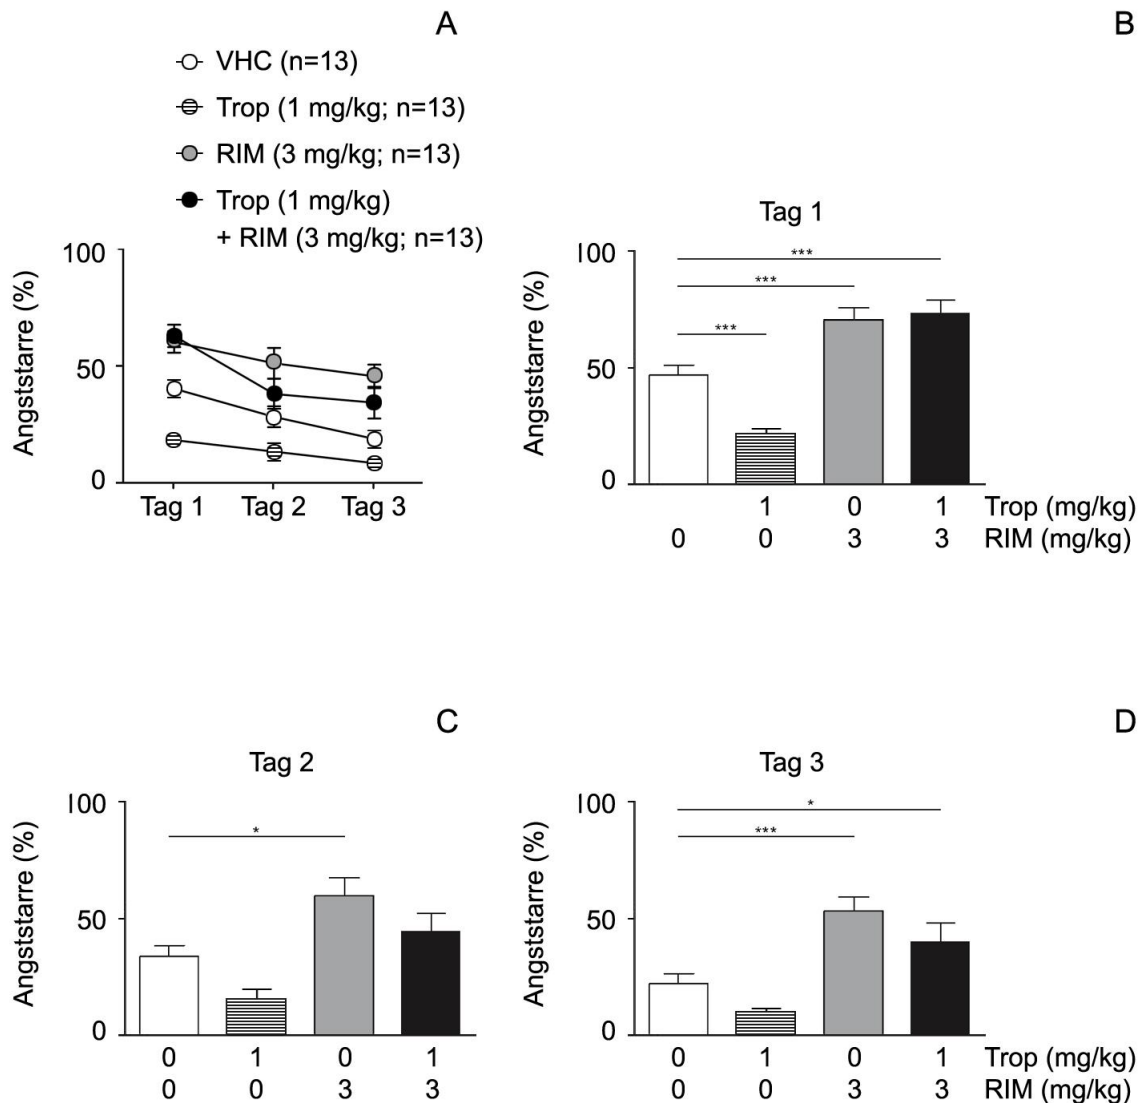 A
VHC (n=13)
Trop (1 mg/kg; n=13)
RIM (3 mg/kg; n=13)
Trop (1 mg/kg)
+ RIM (3 mg/kg; n=13)
100
50
0
Angststarre (%)
Tag 1 Tag 2 Tag 3
B
Tag 1
100
50
0
Angststarre (%)
***
***
***
1 0 1 Trop (mg/kg)
0 0 3 3 RIM (mg/kg)
C
Tag 2
100
50
0
Angststarre (%)
*
0 1 0 1
0 0 3 3
D
Tag 3
100
50
0
Angststarre (%)
*
***
0 1 0 1 Trop (mg/kg)
0 0 3 3 RIM (mg/kg)